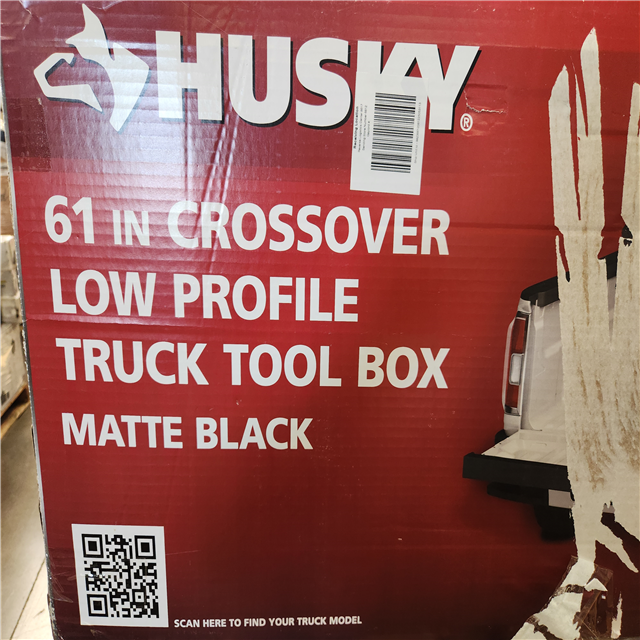 HUSKY®
61 IN CROSSOVER
LOW PROFILE
TRUCK TOOL BOX
MATTE BLACK
SCAN HERE TO FIND YOUR TRUCK MODEL